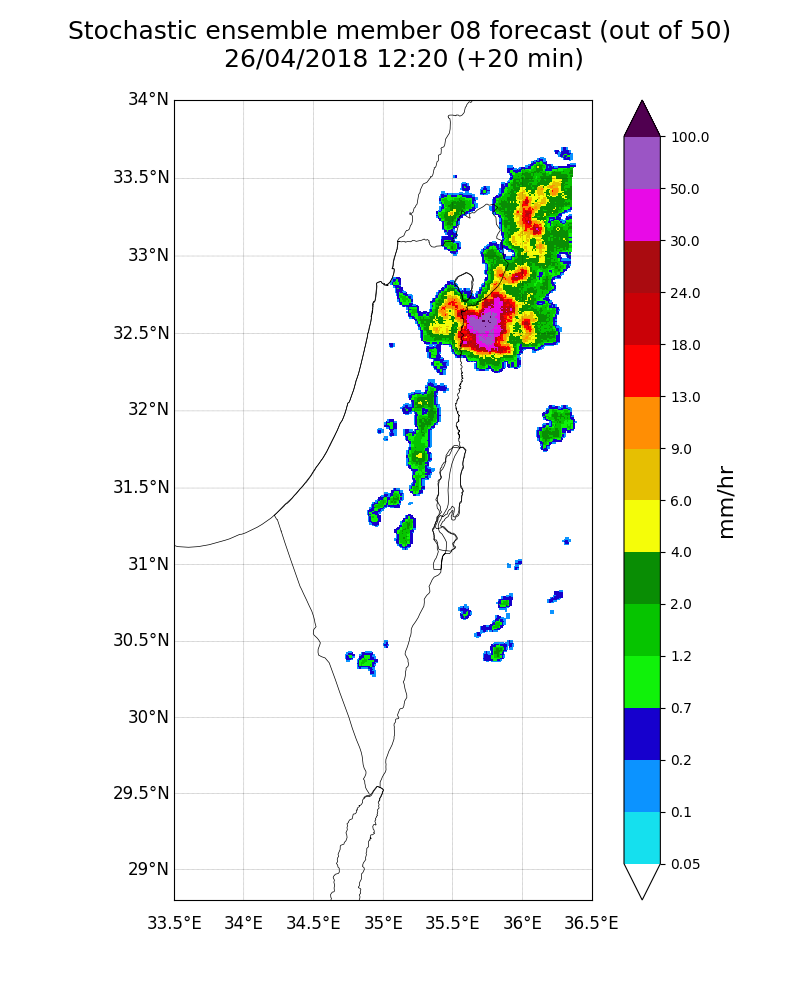 Stochastic ensemble member 08 forecast (out of 50)
26/04/2018 12:20 (+20 min)
34°N
33.5°N
33°N
32.5°N
32°N
31.5°N
31°N
30.5°N
30°N
29.5°N
29°N
33.5°E 34°E 34.5°E 35°E 35.5°E 36°E 36.5°E
100.0
50.0
30.0
24.0
18.0
13.0
9.0
6.0
4.0
2.0
1.2
0.7
0.2
0.1
0.05
mm/hr